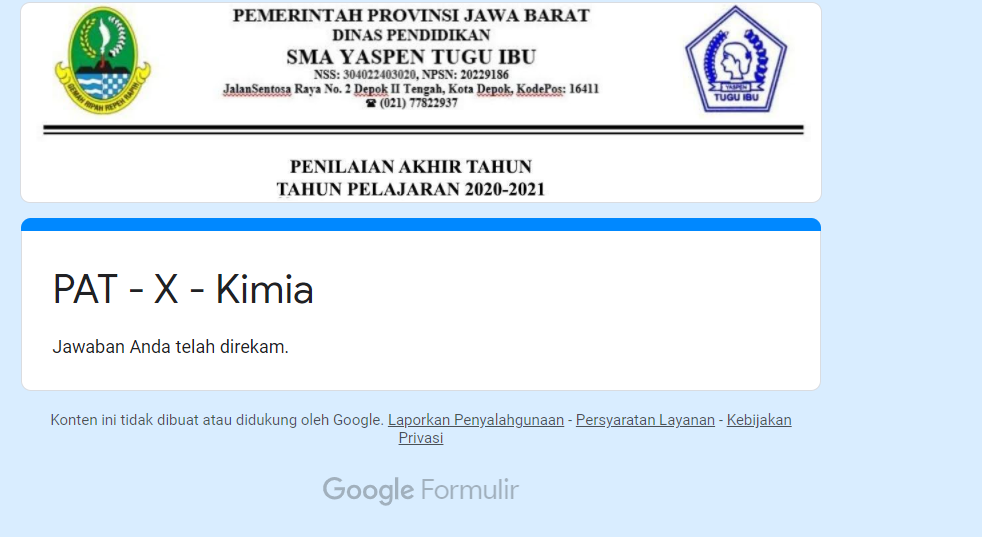 PEMERINTAH PROVINSI JAWA BARAT
DINAS PENDIDIKAN
SMA YASPEN TUGU IBU
NSS: 304022403020, NPSN: 20229186
JalanSentosa Raya No. 2 Depok II Tengah, Kota Depok, KodePos: 16411
☎ (021) 77822937
GEMAH RIPAH REPEH RAPIH
YASPEN
TUGU IBU
PENILAIAN AKHIR TAHUN
TAHUN PELAJARAN 2020-2021
PAT - X - Kimia
Jawaban Anda telah direkam.
Konten ini tidak dibuat atau didukung oleh Google. Laporkan Penyalahgunaan - Persyaratan Layanan - Kebijakan
Privasi
Google Formulir